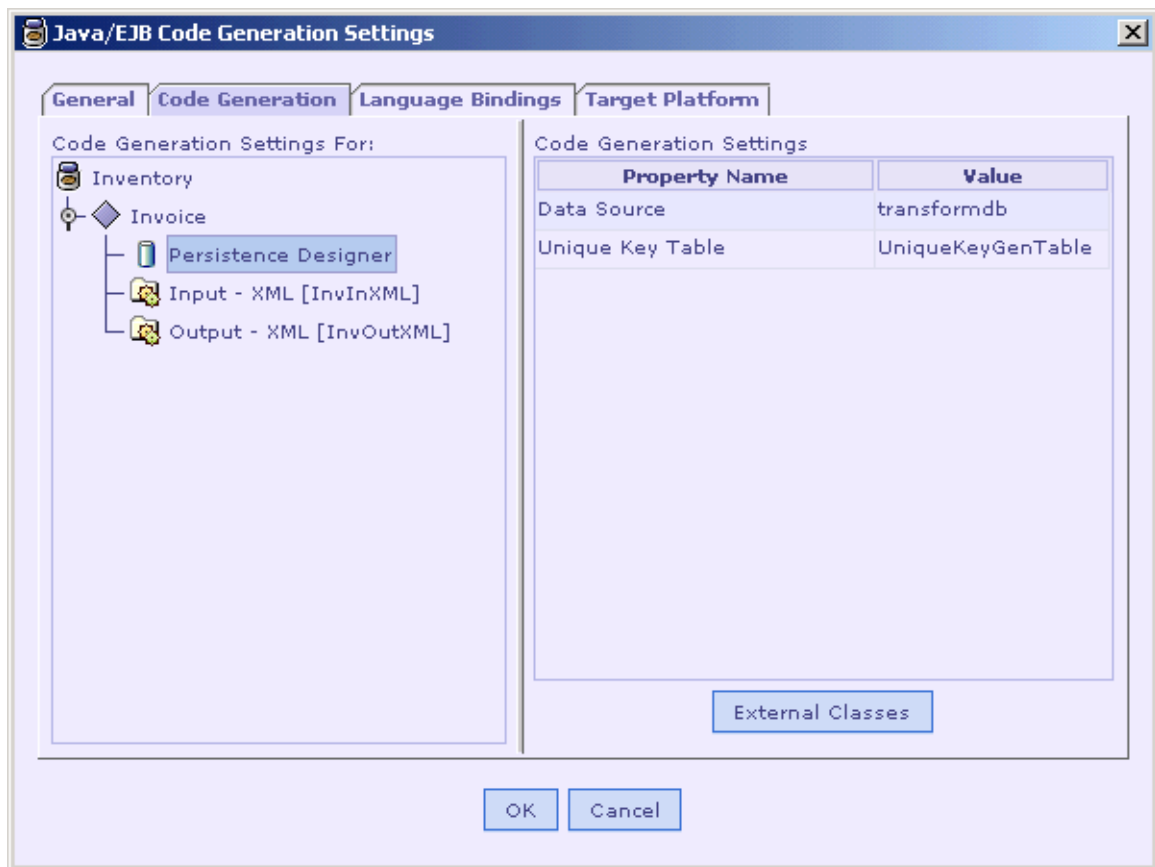 Java/EJB Code Generation Settings
General Code Generation Language Bindings Target Platform
Code Generation Settings For:
Inventory
Invoice
Persistence Designer
Input - XML [InvInXML]
Output - XML [InvOutXML]
Code Generation Settings
Property Name Value
Data Source transformdb
Unique Key Table UniqueKeyGenTable
External Classes
OK Cancel